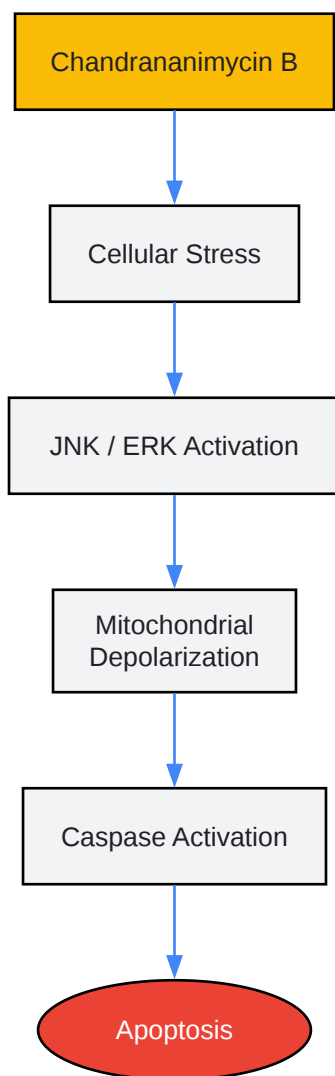 Chandrananimycin B
Cellular Stress
JNK / ERK Activation
Mitochondrial
Depolarization
Caspase Activation
Apoptosis